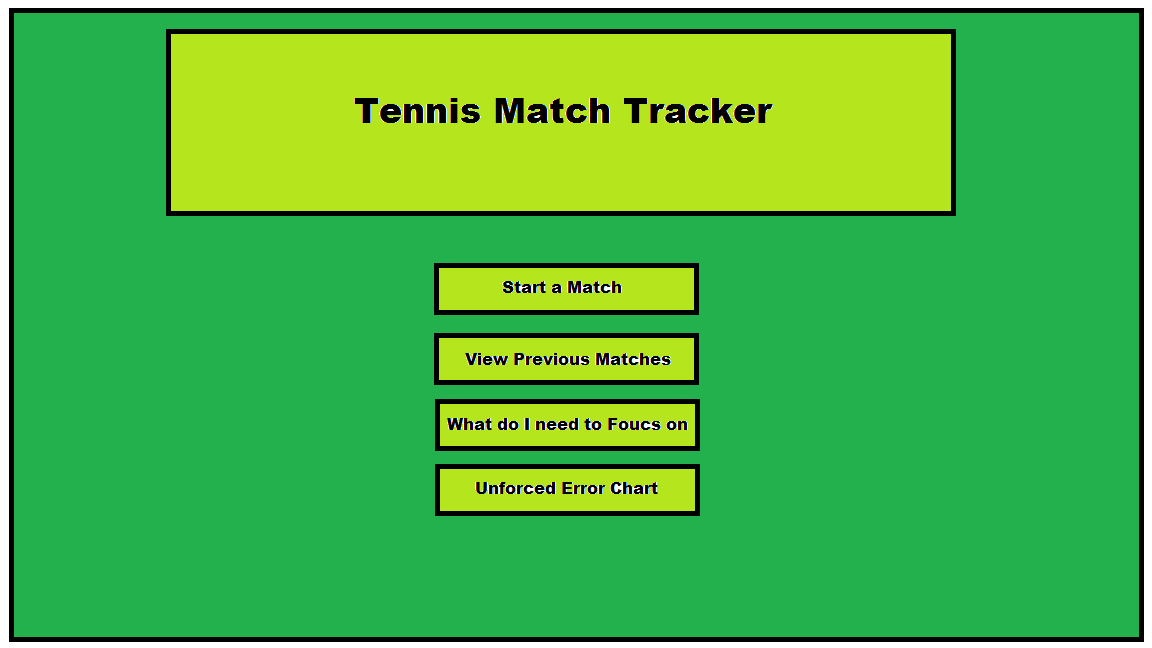 Tennis Match Tracker
Start a Match
View Previous Matches
What do I need to Foucs on
Unforced Error Chart